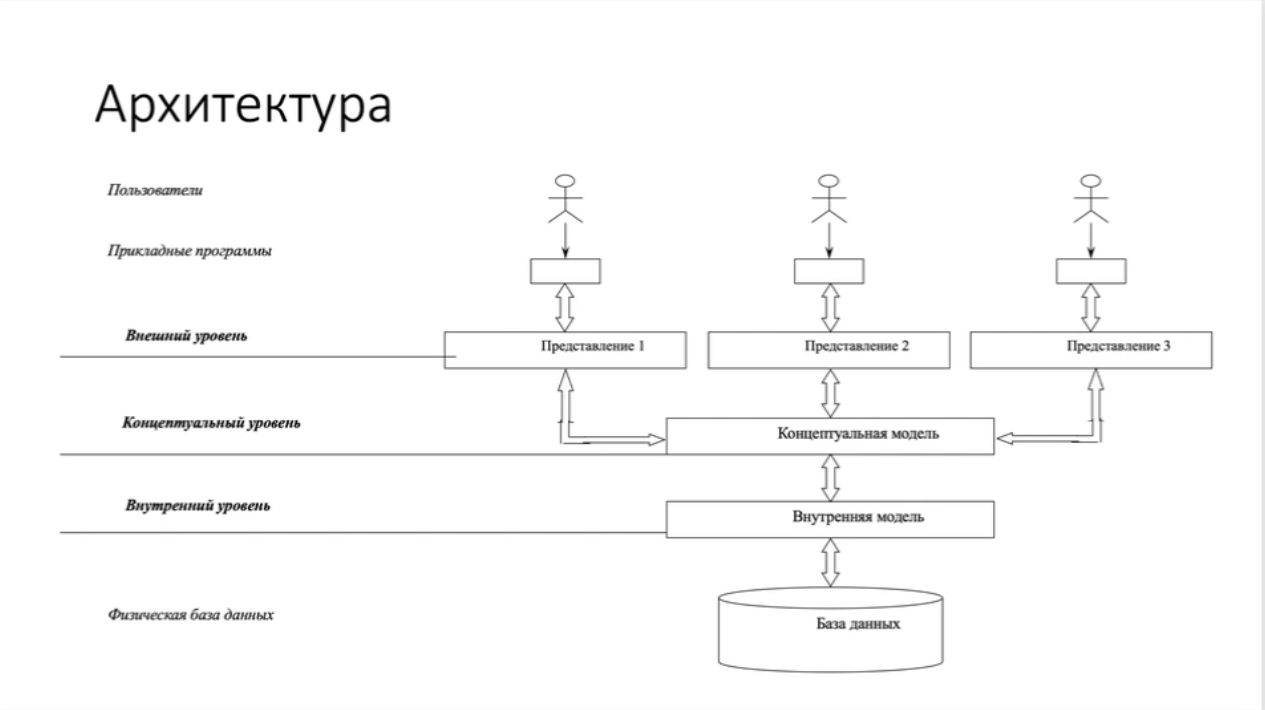 Архитектура
Пользователи
Прикладные программы
Внешний уровень
Представление 1
Представление 2
Представление 3
Концептуальный уровень
Концептуальная модель
Внутренний уровень
Внутренняя модель
Физическая база данных
База данных